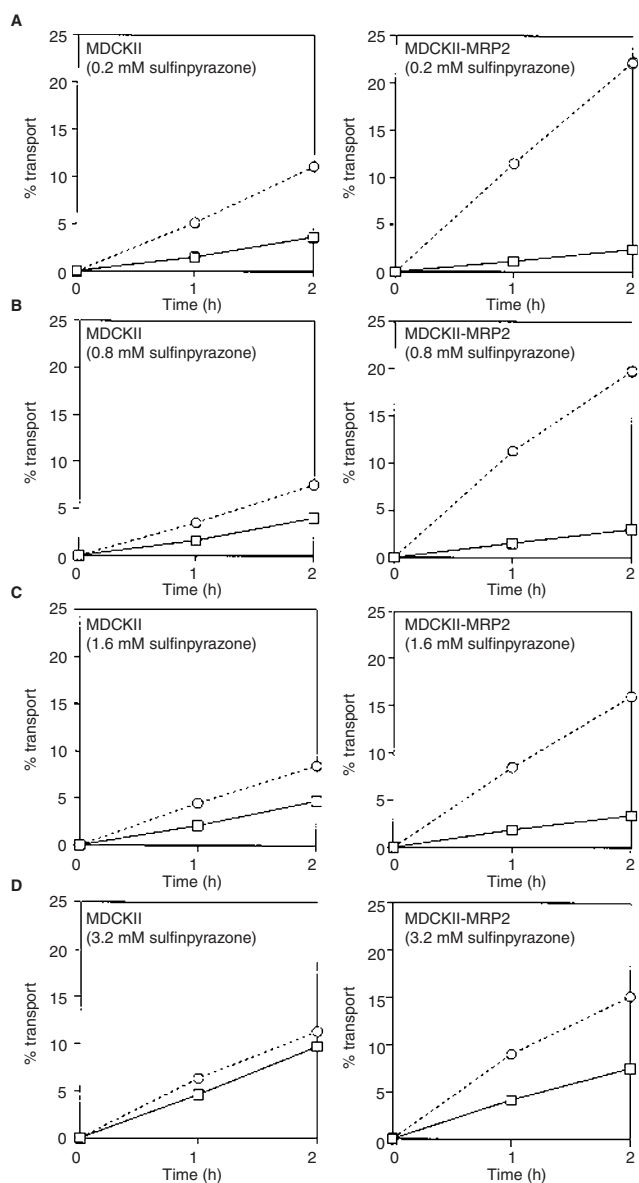 A
MDCKII
(0.2 mM sulfinpyrazone)
% transport
25
20
15
10
5
0
0
1
2
Time (h)
MDCKII-MRP2
(0.2 mM sulfinpyrazone)
% transport
25
20
15
10
5
0
0
1
2
Time (h)
B
MDCKII
(0.8 mM sulfinpyrazone)
% transport
25
20
15
10
5
0
0
1
2
Time (h)
MDCKII-MRP2
(0.8 mM sulfinpyrazone)
% transport
25
20
15
10
5
0
0
1
2
Time (h)
C
MDCKII
(1.6 mM sulfinpyrazone)
% transport
25
20
15
10
5
0
0
1
2
Time (h)
MDCKII-MRP2
(1.6 mM sulfinpyrazone)
% transport
25
20
15
10
5
0
0
1
2
Time (h)
D
MDCKII
(3.2 mM sulfinpyrazone)
% transport
25
20
15
10
5
0
0
1
2
Time (h)
MDCKII-MRP2
(3.2 mM sulfinpyrazone)
% transport
25
20
15
10
5
0
0
1
2
Time (h)